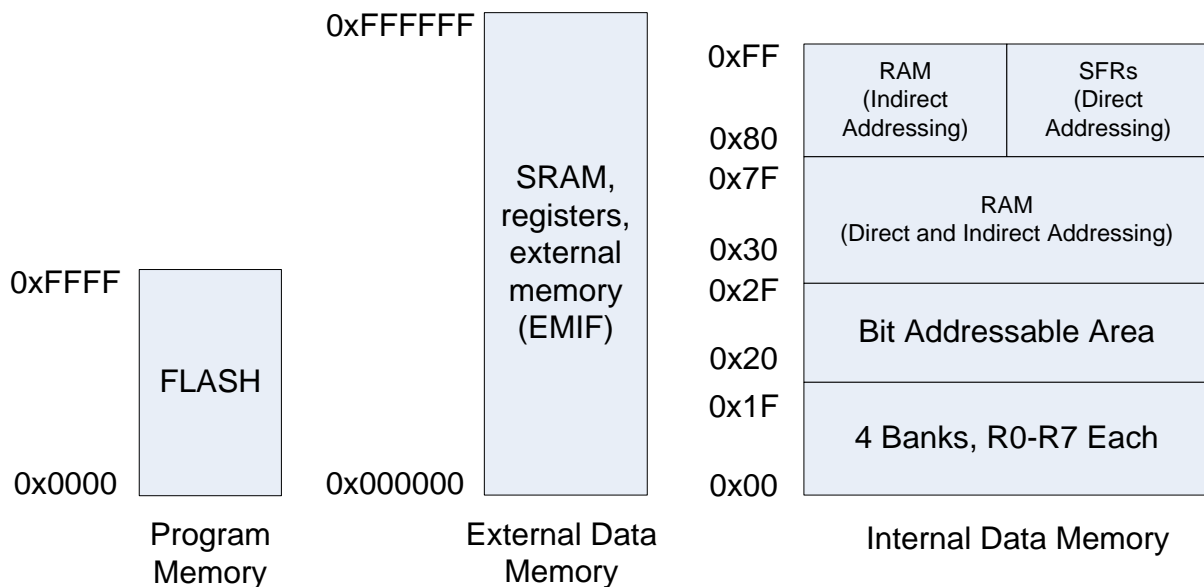 0xFFFF
FLASH
0x0000
Program
Memory
0xFFFFFF
SRAM,
registers,
external
memory
(EMIF)
0x000000
External Data
Memory
0xFF
RAM
(Indirect
Addressing)
SFRs
(Direct
Addressing)
0x80
0x7F
RAM
(Direct and Indirect Addressing)
0x30
0x2F
Bit Addressable Area
0x20
0x1F
4 Banks, R0-R7 Each
0x00
Internal Data Memory